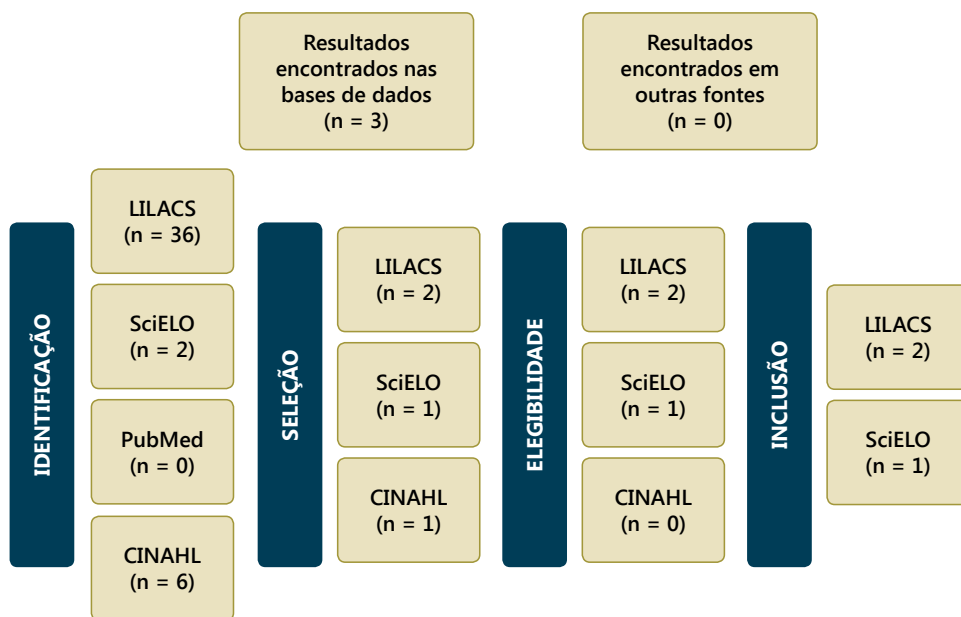 Resultados
encontrados nas
bases de dados
(n = 3)
Resultados
encontrados em
outras fontes
(n = 0)
IDENTIFICAÇÃO
LILACS
(n = 36)
SciELO
(n = 2)
PubMed
(n = 0)
CINAHL
(n = 6)
SELEÇÃO
LILACS
(n = 2)
SciELO
(n = 1)
CINAHL
(n = 1)
ELEGIBILIDADE
LILACS
(n = 2)
SciELO
(n = 1)
CINAHL
(n = 0)
INCLUSÃO
LILACS
(n = 2)
SciELO
(n = 1)